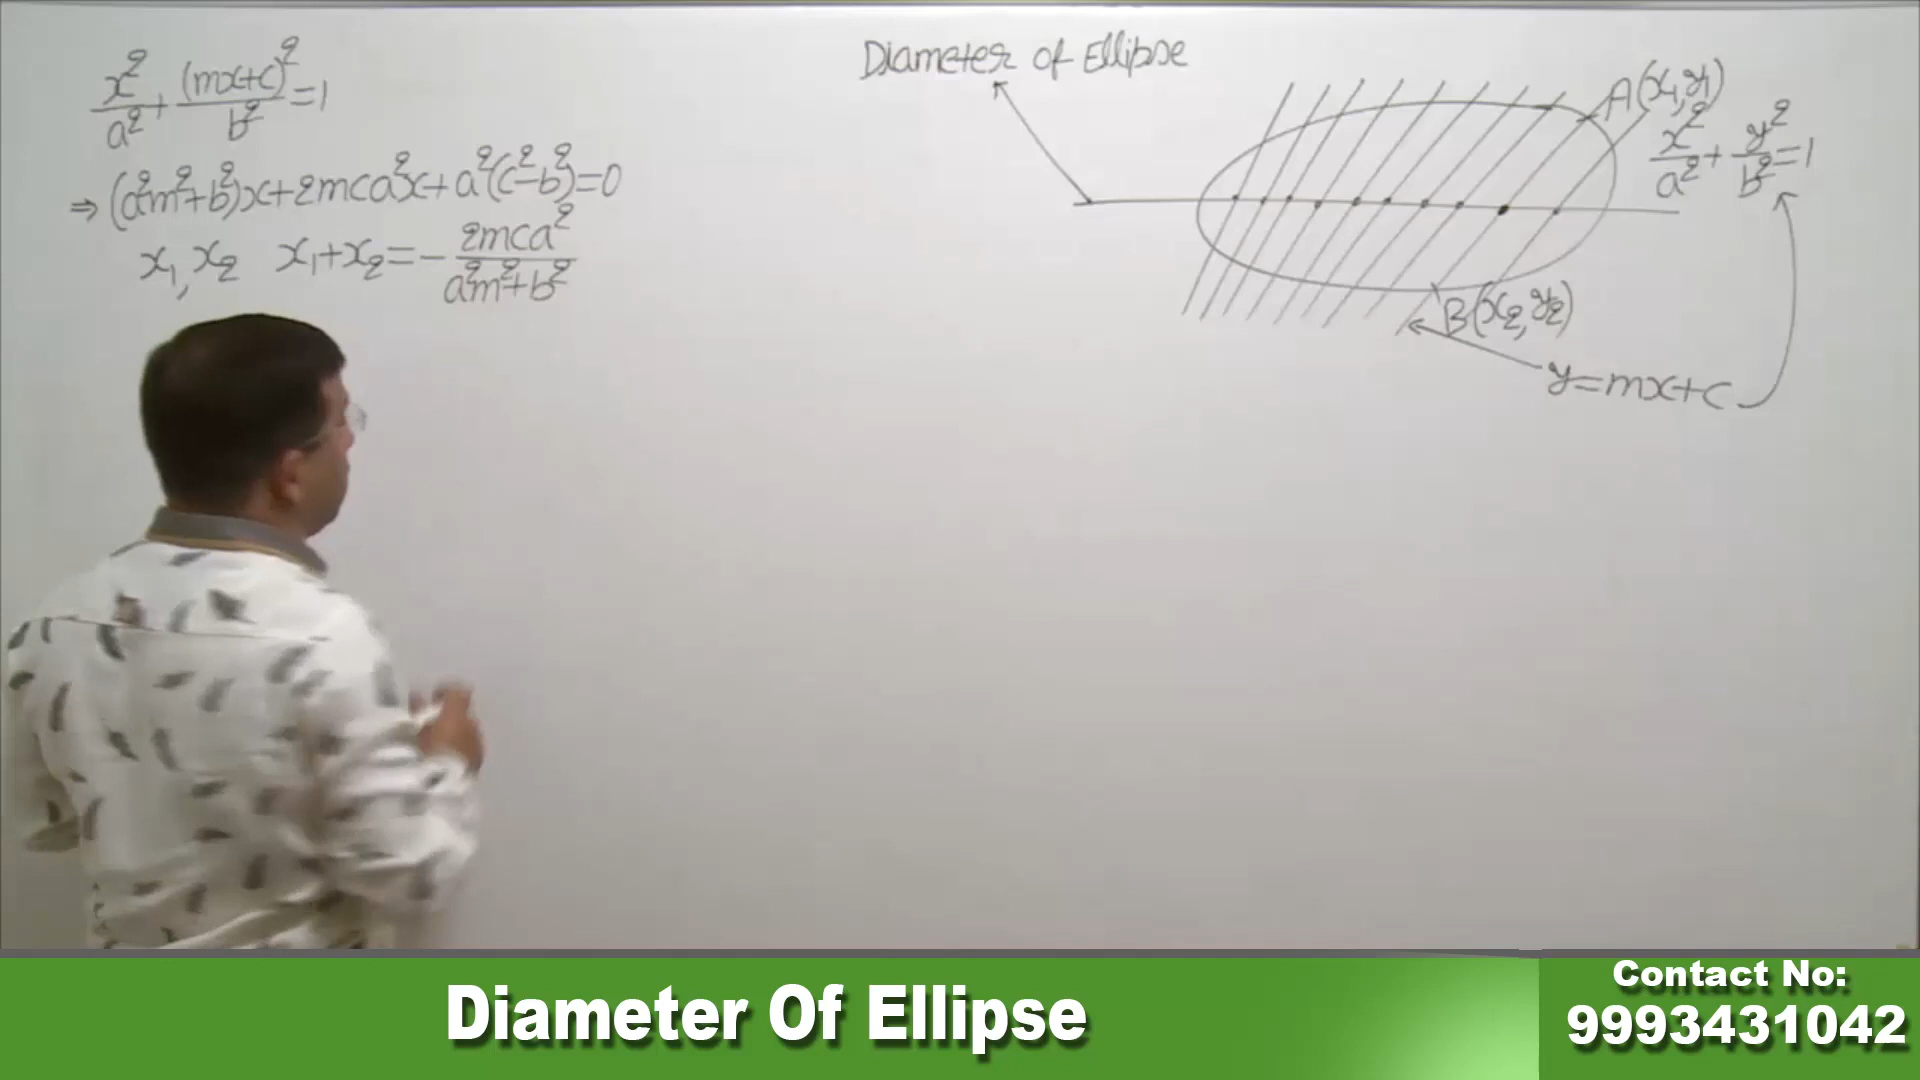 x²/a² + (mx+c)²/b² = 1
⇒ (a²m²+b²)x+2mca²x+a²(c²-b²)=0
x₁, x₂ x₁+x₂ = - 2mca²/a²m²+b²
Diameter of Ellipse
A(x₁,y₁)
x²/a² + y²/b² = 1
B(x₂,y₂)
y=mx+c
Diameter Of Ellipse
Contact No:
9993431042